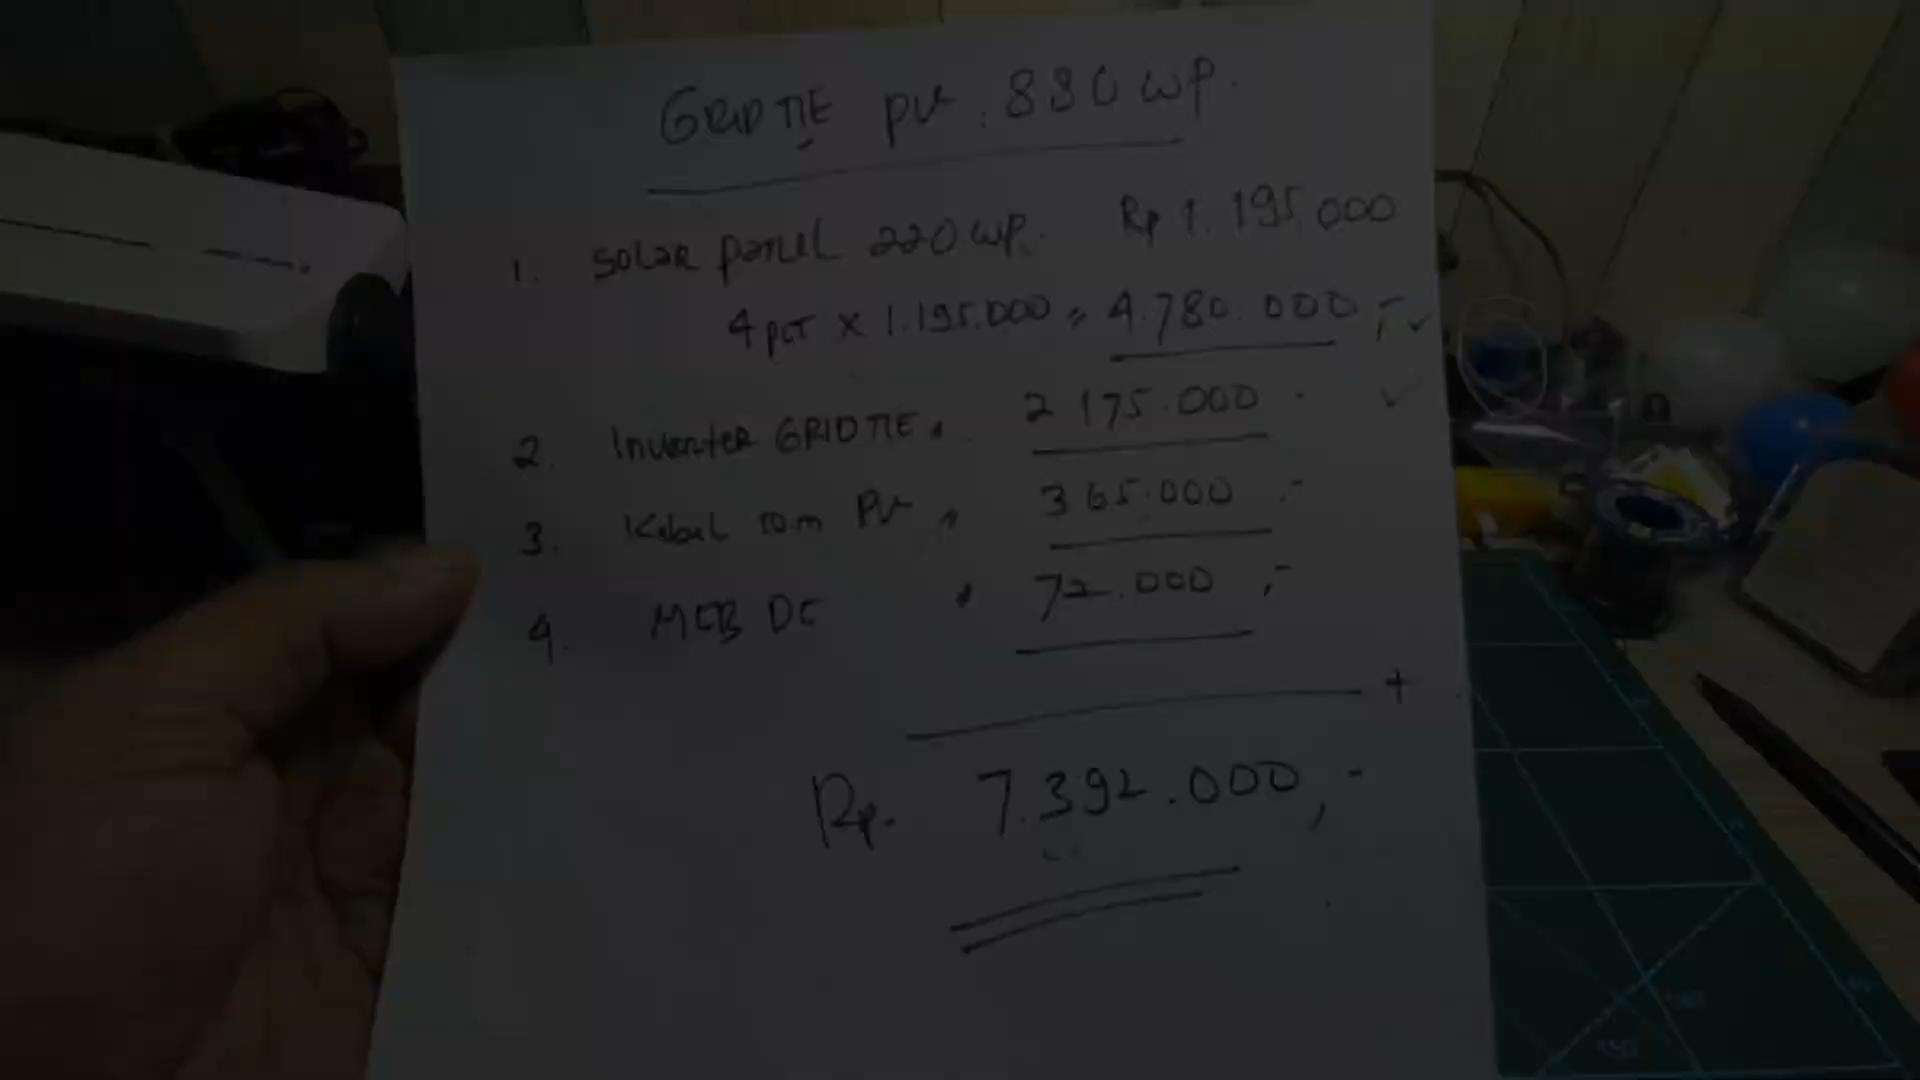 GRID TIE PV. 880 WP.
1. SOLAR PANEL 220 WP. Rp 1.195.000
4 pct x 1.195.000 = 4.780.000,-
2. Inverter GRID TIE. 2 175.000 -
3. Kabel 10.m PV " 365.000,-
4. MCB DC " 72.000,-
+
Rp. 7.392.000,-